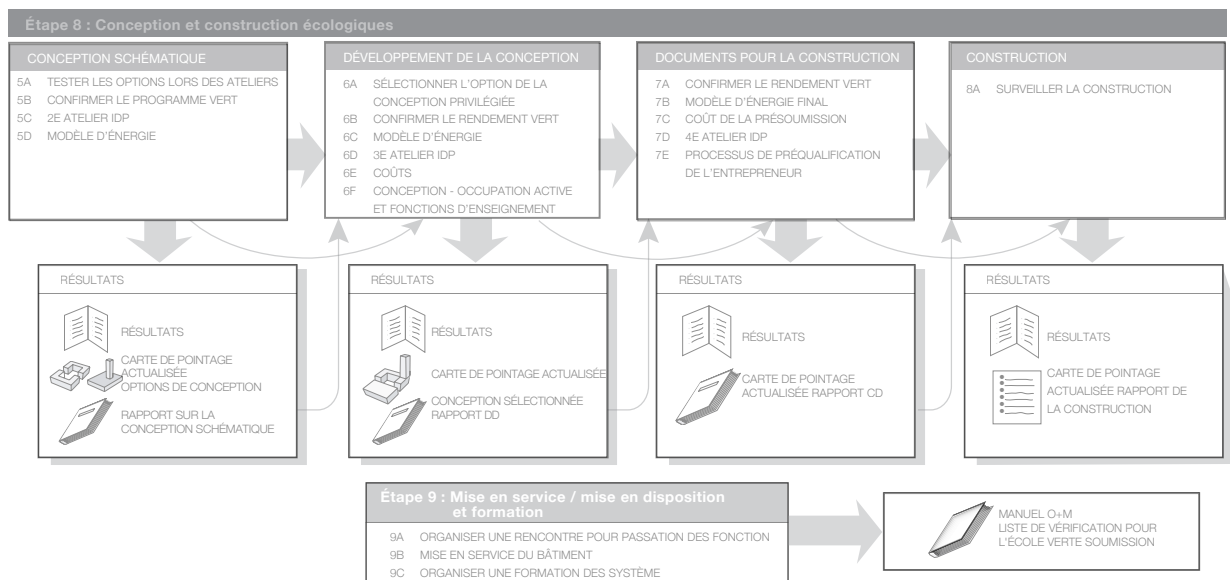 Étape 8 : Conception et construction écologiques
CONCEPTION SCHÉMATIQUE
5A TESTER LES OPTIONS LORS DES ATELIERS
5B CONFIRMER LE PROGRAMME VERT
5C 2E ATELIER IDP
5D MODÈLE D'ÉNERGIE
DÉVELOPPEMENT DE LA CONCEPTION
6A SÉLECTIONNER L'OPTION DE LA
CONCEPTION PRIVILÉGIÉE
6B CONFIRMER LE RENDEMENT VERT
6C MODÈLE D'ÉNERGIE
6D 3E ATELIER IDP
6E COÛTS
6F CONCEPTION - OCCUPATION ACTIVE
ET FONCTIONS D'ENSEIGNEMENT
DOCUMENTS POUR LA CONSTRUCTION
7A CONFIRMER LE RENDEMENT VERT
7B MODÈLE D'ÉNERGIE FINAL
7C COÛT DE LA PRÉSOUMISSION
7D 4E ATELIER IDP
7E PROCESSUS DE PRÉQUALIFICATION
DE L'ENTREPRENEUR
CONSTRUCTION
8A SURVEILLER LA CONSTRUCTION
RÉSULTATS
RÉSULTATS
CARTE DE POINTAGE
ACTUALISÉE
OPTIONS DE CONCEPTION
RAPPORT SUR LA
CONCEPTION SCHÉMATIQUE
RÉSULTATS
RÉSULTATS
CARTE DE POINTAGE ACTUALISÉE
CONCEPTION SÉLECTIONNÉE
RAPPORT DD
RÉSULTATS
RÉSULTATS
CARTE DE POINTAGE
ACTUALISÉE RAPPORT CD
RÉSULTATS
RÉSULTATS
CARTE DE POINTAGE
ACTUALISÉE RAPPORT DE
LA CONSTRUCTION
Étape 9 : Mise en service / mise en disposition
et formation
9A ORGANISER UNE RENCONTRE POUR PASSATION DES FONCTION
9B MISE EN SERVICE DU BÂTIMENT
9C ORGANISER UNE FORMATION DES SYSTÈME
MANUEL O+M
LISTE DE VÉRIFICATION POUR
L'ÉCOLE VERTE SOUMISSION